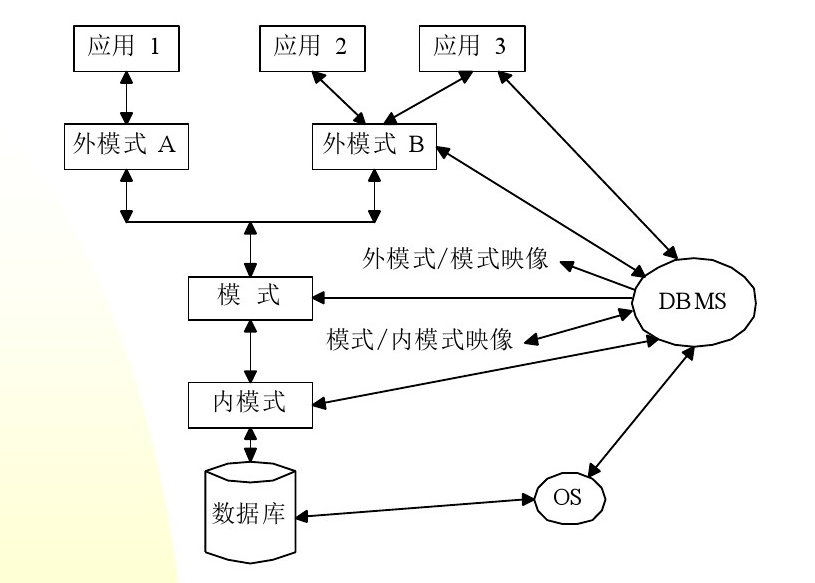 应用 1
应用 2
应用 3
外模式 A
外模式 B
外模式/模式映像
模 式
DBMS
模式/内模式映像
内模式
数据库
OS